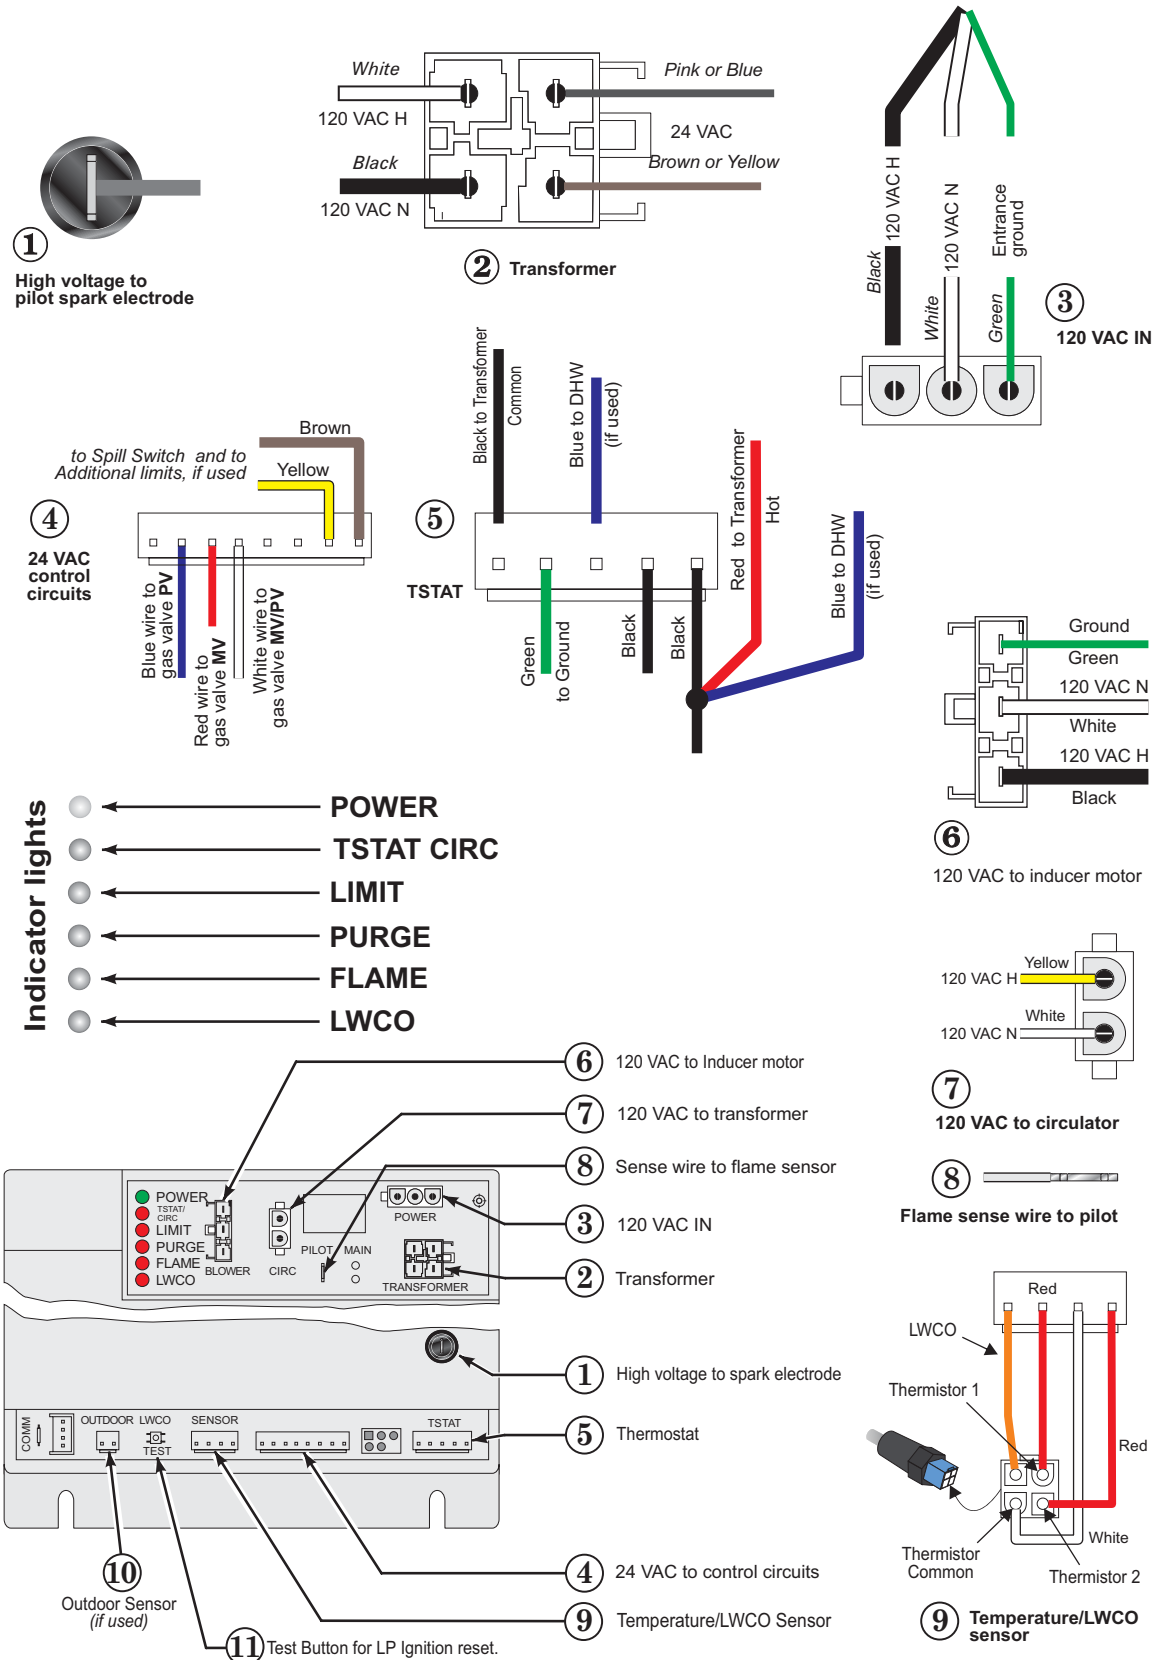 White
120 VAC H
Black
120 VAC N
Pink or Blue
24 VAC
Brown or Yellow
2 Transformer
1
High voltage to
pilot spark electrode
120 VAC H
Black
120 VAC N
White
Entrance
ground
Green
3
120 VAC IN
Brown
to Spill Switch and to
Additional limits, if used
Yellow
4
24 VAC
control
circuits
Blue wire to
gas valve PV
Red wire to
gas valve MV
White wire to
gas valve MV/PV
Black to Transformer
Common
Blue to DHW
(if used)
5
TSTAT
Green
to Ground
Black
Black
Red to Transformer
Hot
Blue to DHW
(if used)
Ground
Green
120 VAC N
White
120 VAC H
Black
6
120 VAC to inducer motor
Indicator lights
POWER
TSTAT CIRC
LIMIT
PURGE
FLAME
LWCO
Yellow
120 VAC H
White
120 VAC N
7
120 VAC to circulator
8
Flame sense wire to pilot
6 120 VAC to Inducer motor
7 120 VAC to transformer
8 Sense wire to flame sensor
3 120 VAC IN
2 Transformer
1 High voltage to spark electrode
5 Thermostat
4 24 VAC to control circuits
9 Temperature/LWCO Sensor
POWER
TSTAT/
CIRC
LIMIT
PURGE
FLAME
LWCO
BLOWER
CIRC
PILOT
MAIN
POWER
TRANSFORMER
COMM
OUTDOOR
LWCO
TEST
SENSOR
TSTAT
10
Outdoor Sensor
(if used)
11 Test Button for LP Ignition reset.
Red
LWCO
Thermistor 1
Red
White
Thermistor
Common
Thermistor 2
9 Temperature/LWCO
sensor